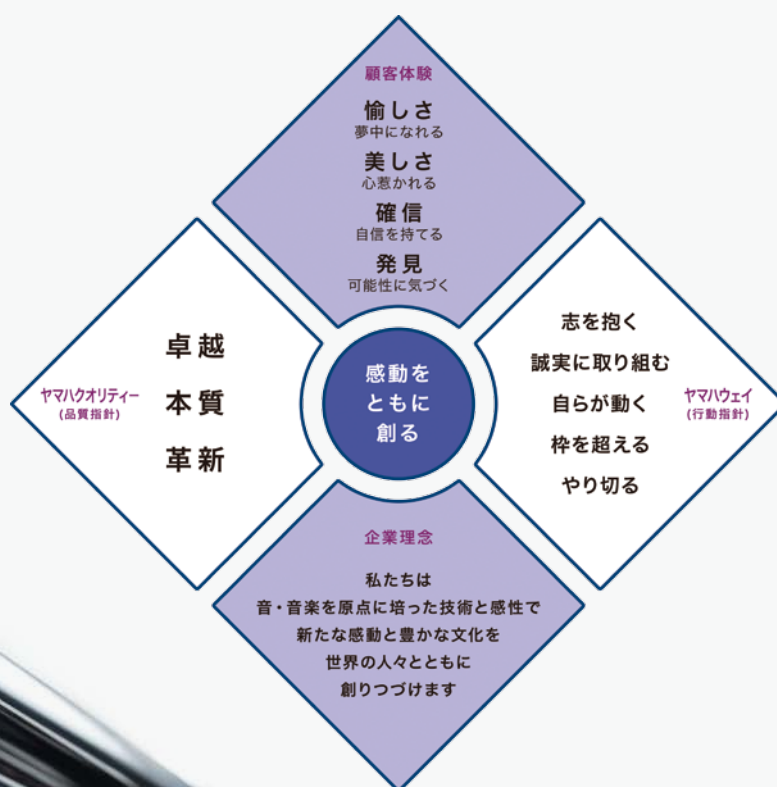 顧客体験
愉しさ
夢中になれる
美しさ
心惹かれる
確信
自信を持てる
発見
可能性に気づく
ヤマハクオリティー
(品質指針)
卓越
本質
革新
感動を
ともに
創る
志を抱く
誠実に取り組む
自らが動く
枠を超える
やり切る
ヤマハウェイ
(行動指針)
企業理念
私たちは
音・音楽を原点に培った技術と感性で
新たな感動と豊かな文化を
世界の人々とともに
創りつづけます